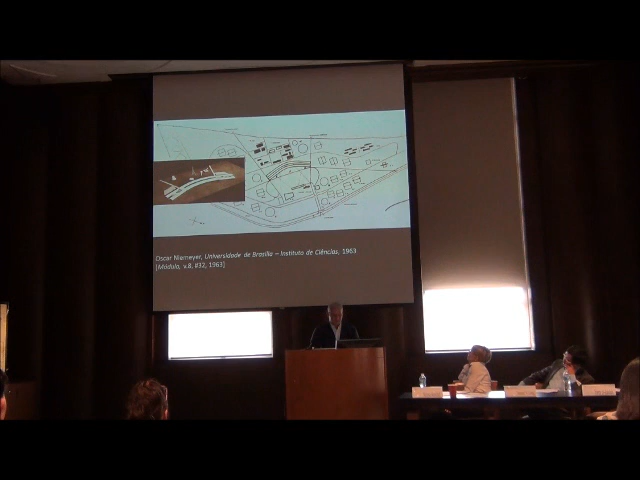 Oscar Niemeyer, Universidade de Brasília – Instituto de Ciências, 1963
[Módulo, v.8, #32, 1963]